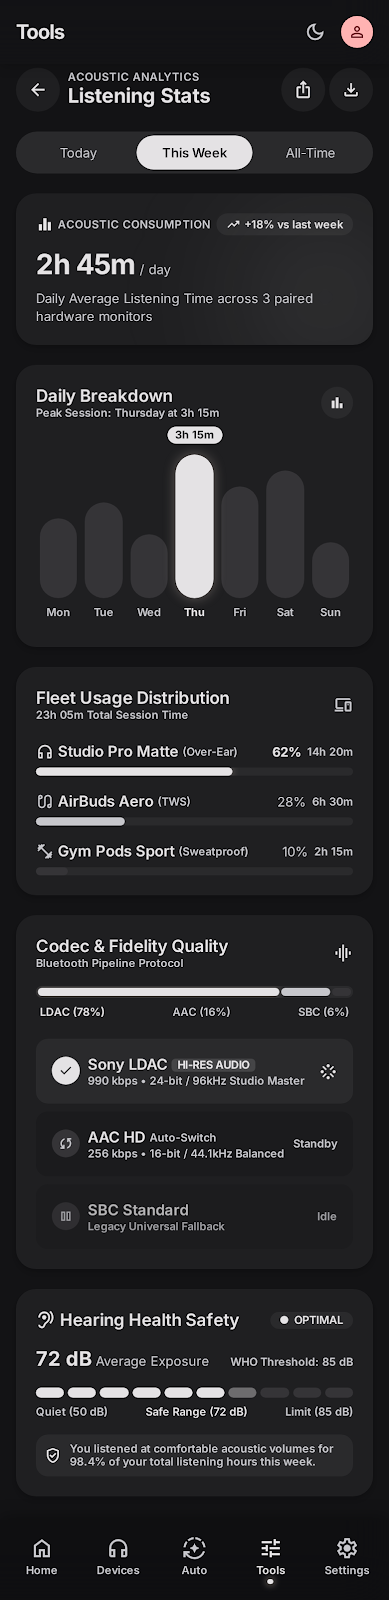 Tools
ACOUSTIC ANALYTICS
Listening Stats
Today This Week All-Time
ACOUSTIC CONSUMPTION +18% vs last week
2h 45m / day
Daily Average Listening Time across 3 paired
hardware monitors
Daily Breakdown
Peak Session: Thursday at 3h 15m
3h 15m
Mon Tue Wed Thu Fri Sat Sun
Fleet Usage Distribution
23h 05m Total Session Time
Studio Pro Matte (Over-Ear) 62% 14h 20m
AirBuds Aero (TWS) 28% 6h 30m
Gym Pods Sport (Sweatproof) 10% 2h 15m
Codec & Fidelity Quality
Bluetooth Pipeline Protocol
LDAC (78%) AAC (16%) SBC (6%)
Sony LDAC HI-RES AUDIO
990 kbps • 24-bit / 96kHz Studio Master
AAC HD Auto-Switch Standby
256 kbps • 16-bit / 44.1kHz Balanced
SBC Standard Idle
Legacy Universal Fallback
Hearing Health Safety OPTIMAL
72 dB Average Exposure WHO Threshold: 85 dB
Quiet (50 dB) Safe Range (72 dB) Limit (85 dB)
You listened at comfortable acoustic volumes for
98.4% of your total listening hours this week.
Home Devices Auto Tools Settings